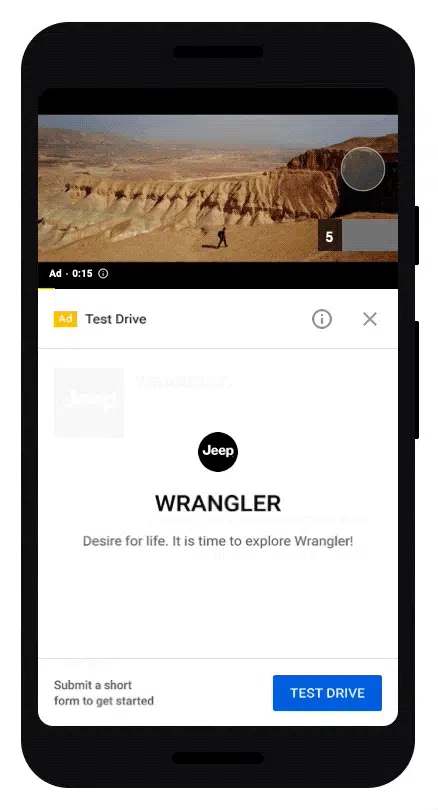 5
Ad · 0:15
Ad Test Drive
Jeep
Jeep
WRANGLER
Desire for life. It is time to explore Wrangler!
Submit a short
form to get started
TEST DRIVE